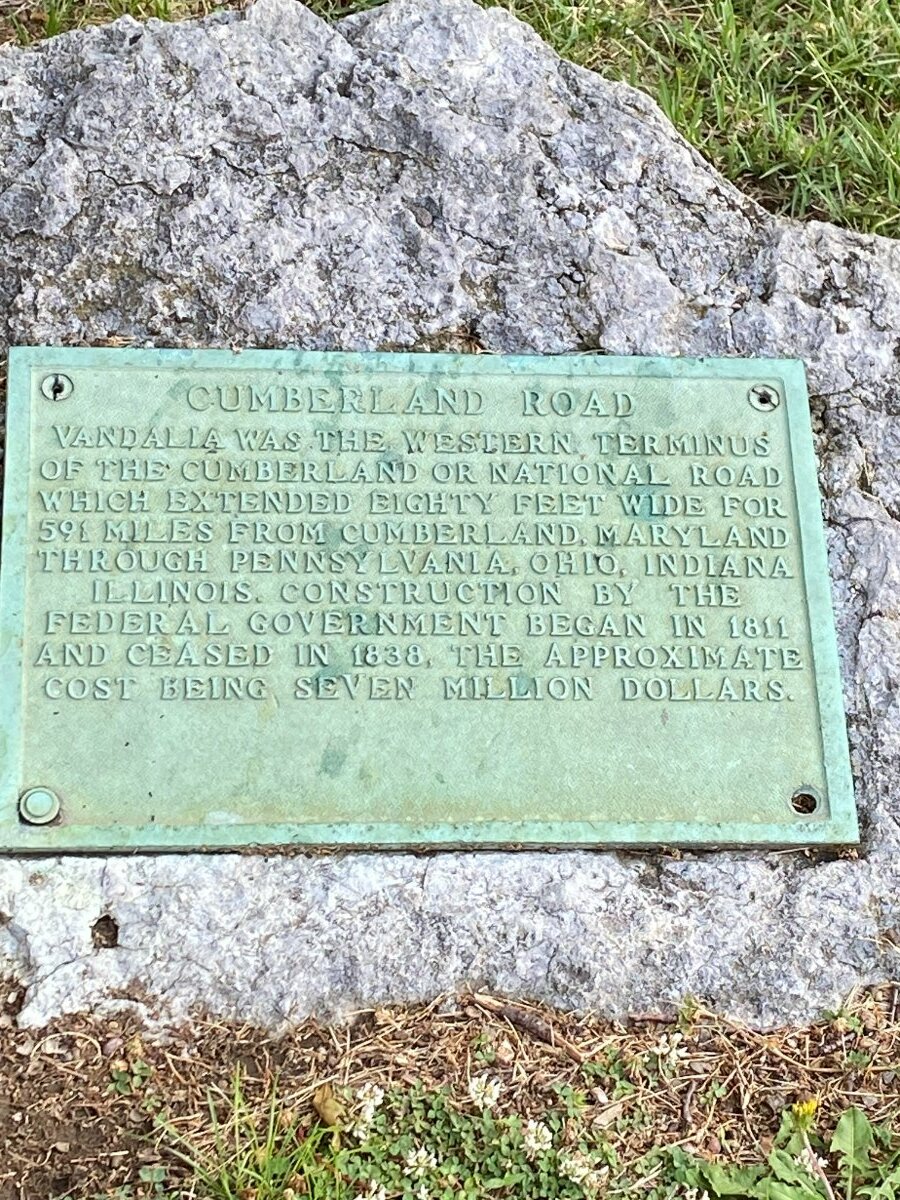 CUMBERLAND ROAD
VANDALIA WAS THE WESTERN TERMINUS
OF THE CUMBERLAND OR NATIONAL ROAD
WHICH EXTENDED EIGHTY FEET WIDE FOR
591 MILES FROM CUMBERLAND, MARYLAND
THROUGH PENNSYLVANIA, OHIO, INDIANA
ILLINOIS. CONSTRUCTION BY THE
FEDERAL GOVERNMENT BEGAN IN 1811
AND CEASED IN 1838, THE APPROXIMATE
COST BEING SEVEN MILLION DOLLARS.